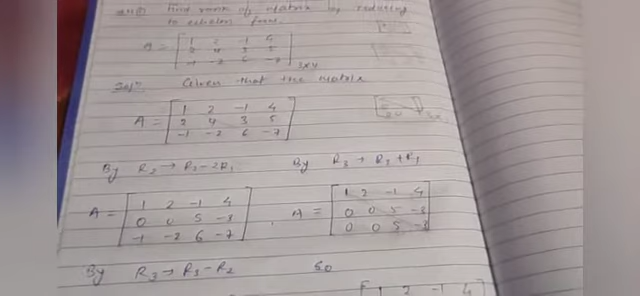 Find rank of matrix by reducing
to echelon form.
A = [ 1 2 -1 4
2 4 3 5
-1 -2 6 -7 ] 3x4
Solⁿ Given that the matrix
A = [ 1 2 -1 4
2 4 3 5
-1 -2 6 -7 ]
By R₂ → R₂ - 2R₁ By R₃ → R₃ + R₁
A = [ 1 2 -1 4 A = [ 1 2 -1 4
0 0 5 -3 0 0 5 -3
-1 -2 6 -7 ] 0 0 5 -3 ]
By R₃ → R₃ - R₂ So
[ 1 2 -1 4 ]